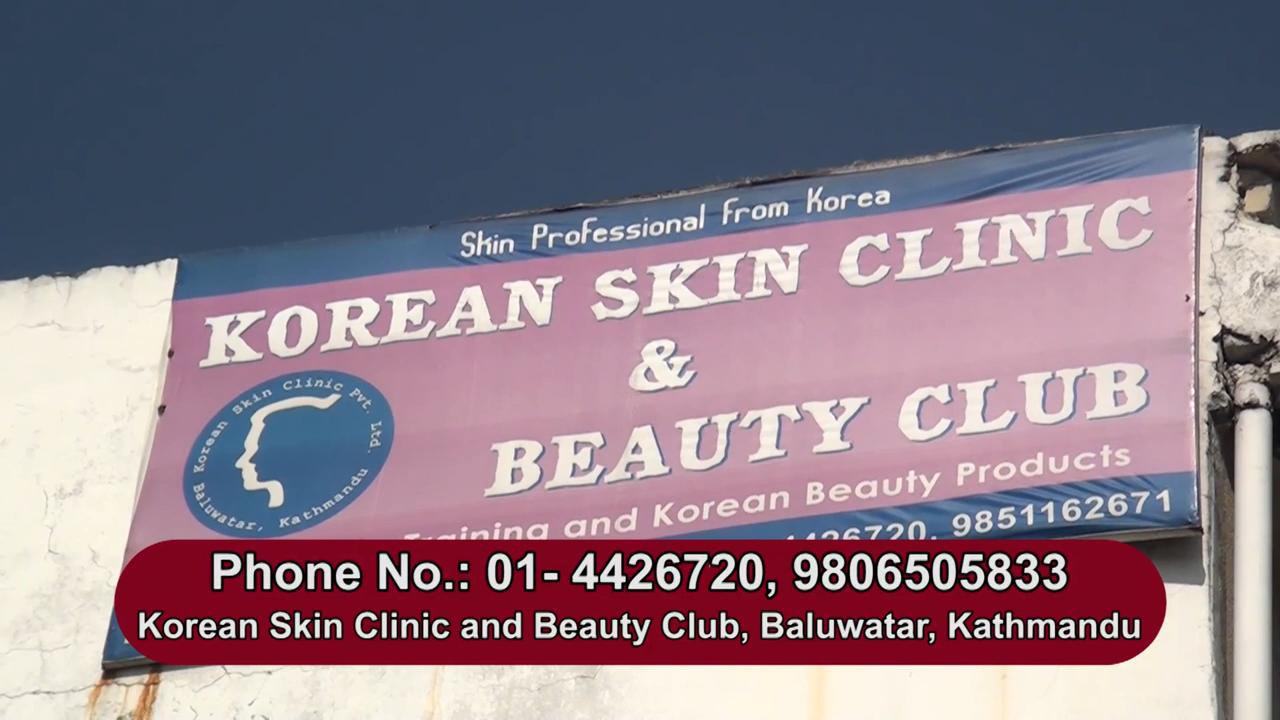 Skin Professional From Korea
KOREAN SKIN CLINIC
&
BEAUTY CLUB
Korean Skin Clinic Pvt. Ltd.
Baluwatar, Kathmandu
Training and Korean Beauty Products
4426720, 9851162671
Phone No.: 01- 4426720, 9806505833
Korean Skin Clinic and Beauty Club, Baluwatar, Kathmandu